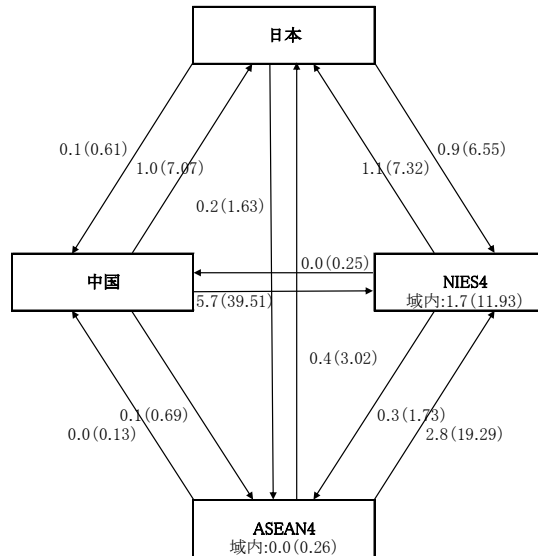 日本
0.1(0.61)
1.0(7.07)
0.2(1.63)
1.1(7.32)
0.9(6.55)
中国
0.0(0.25)
5.7(39.51)
NIES4
域内:1.7(11.93)
0.4(3.02)
0.1(0.69)
0.0(0.13)
0.3(1.73)
2.8(19.29)
ASEAN4
域内:0.0(0.26)